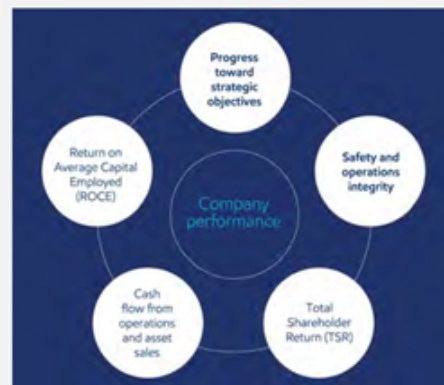 Progress
toward
strategic
objectives
Return on
Average Capital
Employed
(ROCE)
Safety and
operations
integrity
Company
performance
Cash
flow from
operations
and asset
sales
Total
Shareholder
Return (TSR)